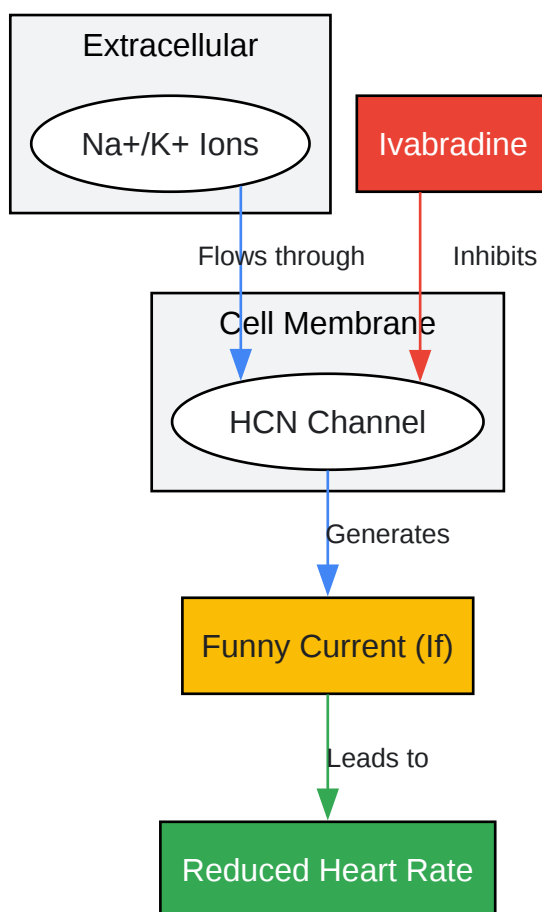 Extracellular
Na+/K+ Ions
Ivabradine
Flows through
Inhibits
Cell Membrane
HCN Channel
Generates
Funny Current (If)
Leads to
Reduced Heart Rate